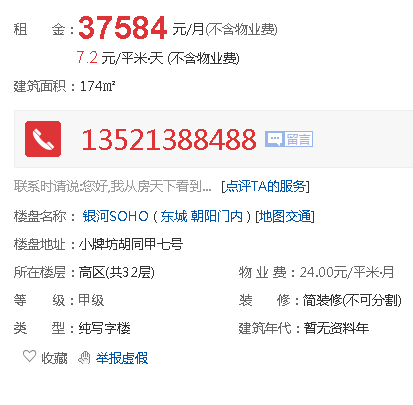 租 金：37584 元/月(不含物业费)
7.2 元/平米·天 (不含物业费)
建筑面积：174㎡
13521388488 留言
联系时请说:您好,我从房天下看到... [点评TA的服务]
楼盘名称： 银河SOHO ( 东城 朝阳门内 ) [地图交通]
楼盘地址：小牌坊胡同甲七号
所在楼层：高区(共32层) 物 业 费：24.00元/平米·月
等 级：甲级 装 修：简装修(不可分割)
类 型：纯写字楼 建筑年代：暂无资料年
收藏 举报虚假